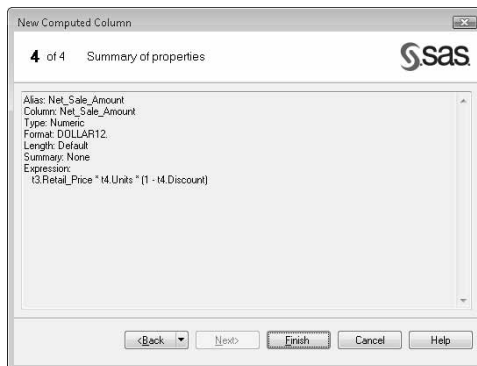 New Computed Column
4 of 4 Summary of properties
sas
Alias: Net_Sale_Amount
Column: Net_Sale_Amount
Type: Numeric
Format: DOLLAR12.
Length: Default
Summary: None
Expression:
t3.Retail_Price * t4.Units * (1 - t4.Discount)
<Back Next> Finish Cancel Help